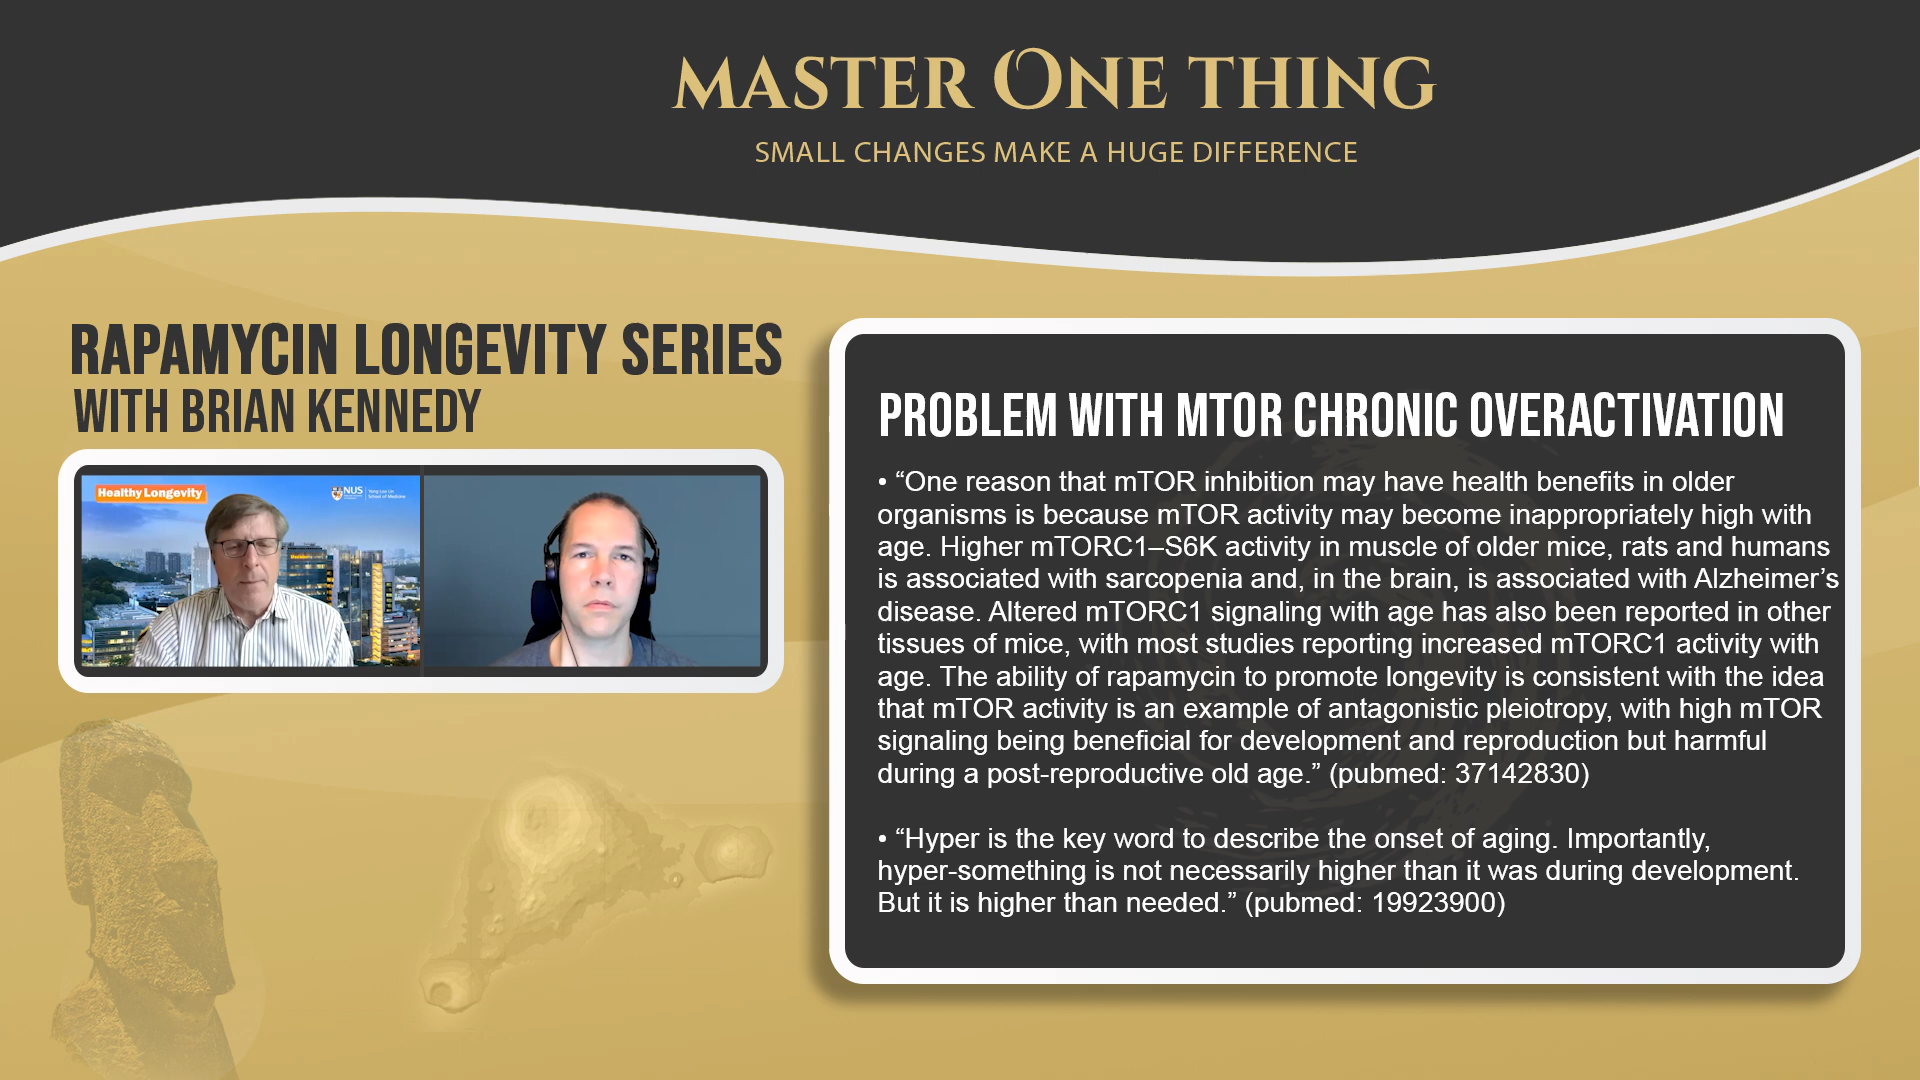 MASTER ONE THING
SMALL CHANGES MAKE A HUGE DIFFERENCE
RAPAMYCIN LONGEVITY SERIES
WITH BRIAN KENNEDY
Healthy Longevity
NUS
Yong Loo Lin
School of Medicine
PROBLEM WITH MTOR CHRONIC OVERACTIVATION
• “One reason that mTOR inhibition may have health benefits in older
organisms is because mTOR activity may become inappropriately high with
age. Higher mTORC1–S6K activity in muscle of older mice, rats and humans
is associated with sarcopenia and, in the brain, is associated with Alzheimer’s
disease. Altered mTORC1 signaling with age has also been reported in other
tissues of mice, with most studies reporting increased mTORC1 activity with
age. The ability of rapamycin to promote longevity is consistent with the idea
that mTOR activity is an example of antagonistic pleiotropy, with high mTOR
signaling being beneficial for development and reproduction but harmful
during a post-reproductive old age.” (pubmed: 37142830)
• “Hyper is the key word to describe the onset of aging. Importantly,
hyper-something is not necessarily higher than it was during development.
But it is higher than needed.” (pubmed: 19923900)